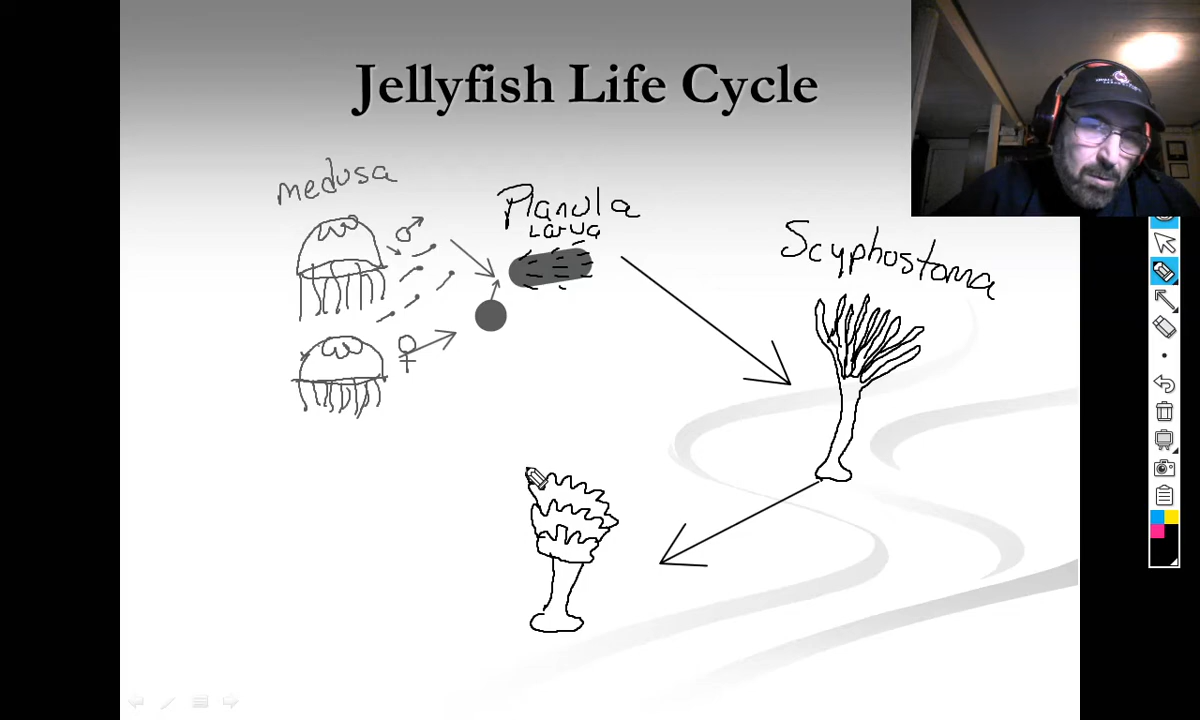 Jellyfish Life Cycle
medusa
Planula
Larva
Scyphostoma